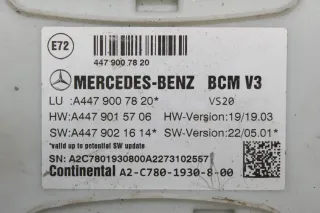 E72
447 900 78 20
MERCEDES-BENZ BCM V3
LU :A447 900 78 20* VS20
HW:A447 901 57 06 HW-Version:19/19.03
SW:A447 902 16 14* SW-Version:22/05.01*
*valid up to potential SW update
SN: A2C7801930800A2273102557
Continental A2-C780-1930-8-00